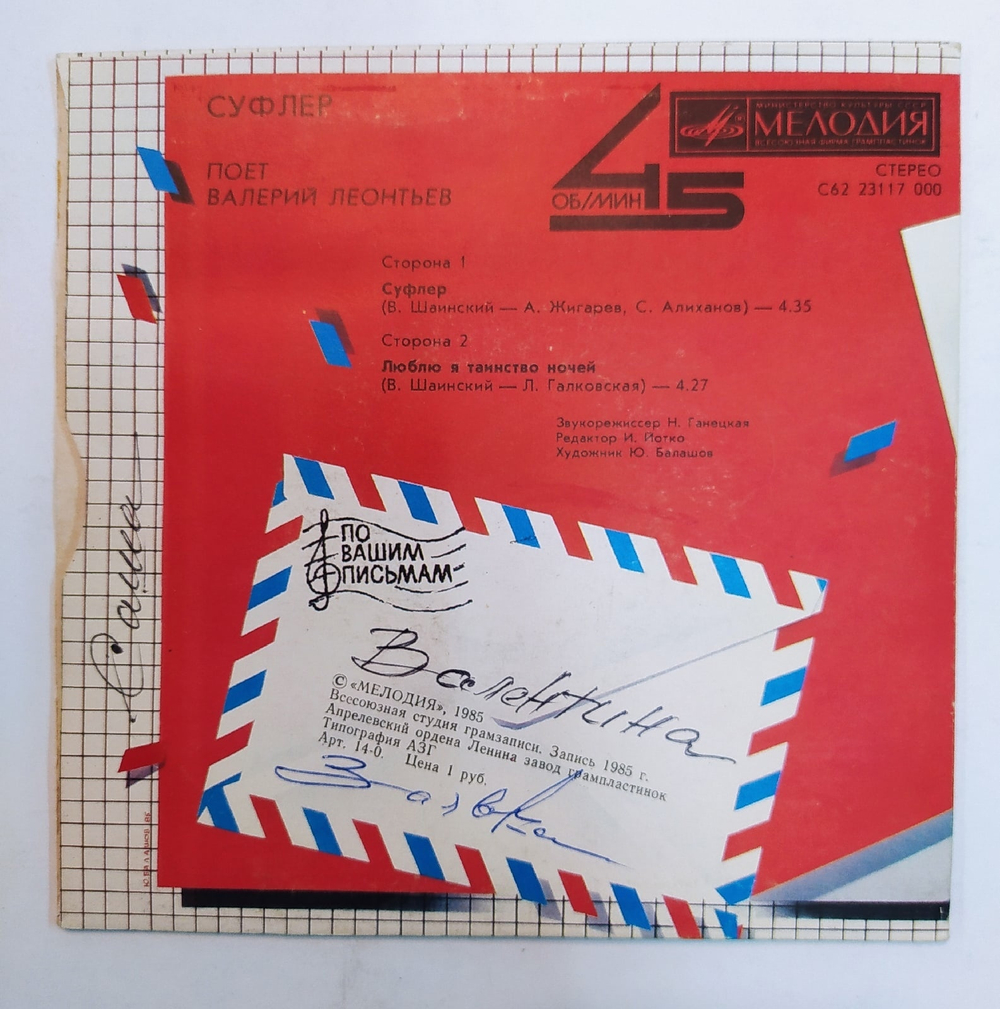 СУФЛЕР
ПОЕТ
ВАЛЕРИЙ ЛЕОНТЬЕВ
45
ОБ/МИН
МИНИСТЕРСТВО КУЛЬТУРЫ СССР
МЕЛОДИЯ
ВСЕСОЮЗНАЯ ФИРМА ГРАМПЛАСТИНОК
СТЕРЕО
С62 23117 000
Сторона 1
Суфлер
(В. Шаинский — А. Жигарев, С. Алиханов) — 4.35
Сторона 2
Люблю я таинство ночей
(В. Шаинский — Л. Галковская) — 4.27
Звукорежиссер Н. Ганецкая
Редактор И. Йотко
Художник Ю. Балашов
Саша
ПО
ВАШИМ
ПИСЬМАМ
Валентина
© «МЕЛОДИЯ», 1985
Всесоюзная студия грамзаписи. Запись 1985 г.
Апрелевский ордена Ленина завод грампластинок
Типография АЗГ
Арт. 14-0. Цена 1 руб.
Ю. БАЛАШОВ